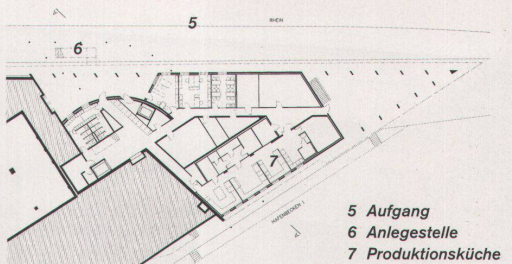 RHEIN
5
6
7
HAFENBECKEN 1
5 Aufgang
6 Anlegestelle
7 Produktionsküche